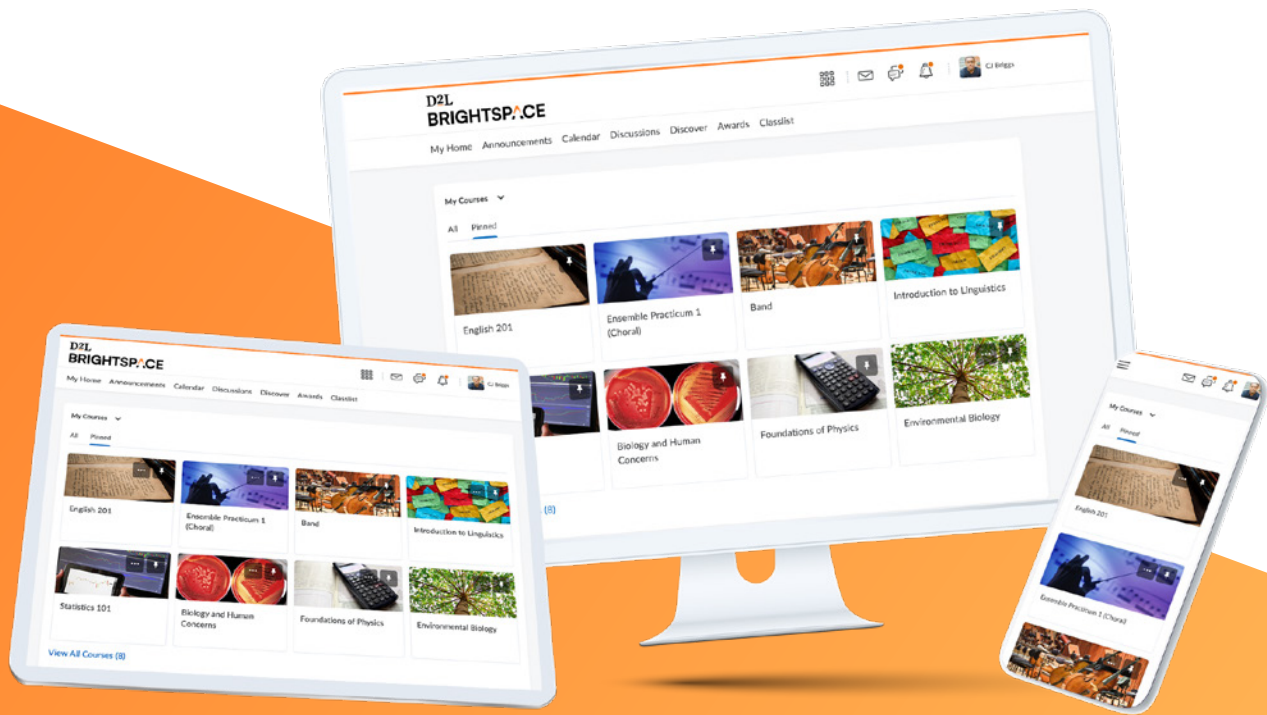 D2L
BRIGHTSPACE
CJ Briggs
My Home Announcements Calendar Discussions Discover Awards Classlist
My Courses
All Pinned
English 201
Ensemble Practicum 1
(Choral)
Band
Introduction to Linguistics
Biology and Human
Concerns
Foundations of Physics
Environmental Biology
(8)
D2L
BRIGHTSPACE
CJ Briggs
My Home Announcements Calendar Discussions Discover Awards Classlist
My Courses
All Pinned
English 201
Ensemble Practicum 1
(Choral)
Band
Introduction to Linguistics
Statistics 101
Biology and Human
Concerns
Foundations of Physics
Environmental Biology
View All Courses (8)
My Courses
All Pinned
English 201
Ensemble Practicum 1 (Choral)